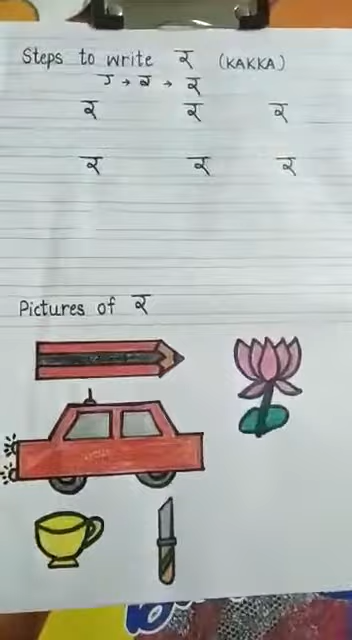 Steps to write ਕ (KAKKA)
→ → ਕ
ਕ ਕ ਕ
ਕ ਕ ਕ
Pictures of ਕ